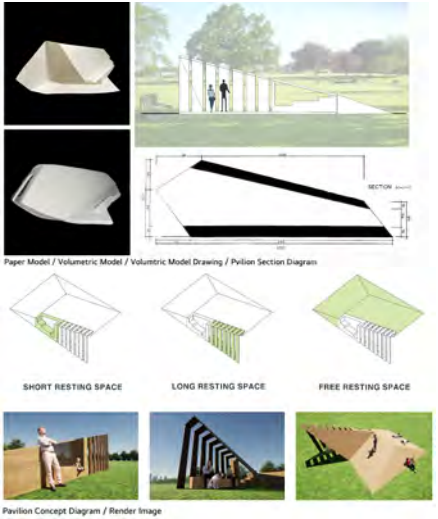 SECTION
Paper Model / Volumetric Model / Volumtric Model Drawing / Pvilion Section Diagram
SHORT RESTING SPACE
LONG RESTING SPACE
FREE RESTING SPACE
Pavilion Concept Diagram / Render Image